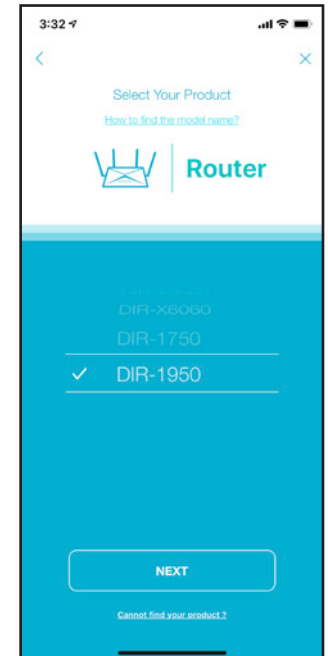 3:32
Select Your Product
How to find the model name?
Router
DIR-X6060
DIR-1750
DIR-1950
NEXT
Cannot find your product ?